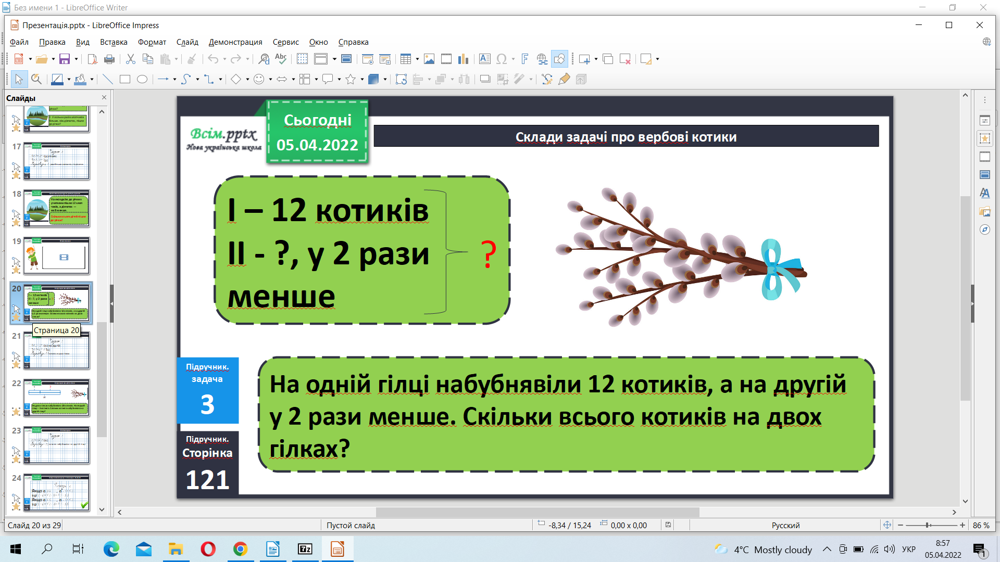 Без имени 1 - LibreOffice Writer
Презентація.pptx - LibreOffice Impress
Файл Правка Вид Вставка Формат Слайд Демонстрация Сервис Окно Справка
Слайды
17
18
19
20
Страница 20
21
22
23
24
Всім.pptx
Нова українська школа
Сьогодні
05.04.2022
Склади задачі про вербові котики
І – 12 котиків
ІІ - ?, у 2 рази
менше
?
Підручник.
задача
3
Підручник.
Сторінка
121
На одній гілці набубнявіли 12 котиків, а на другій
у 2 рази менше. Скільки всього котиків на двох
гілках?
Слайд 20 из 29 Пустой слайд -8,34 / 15,24 0,00 x 0,00 Русский 86 %
4°C Mostly cloudy УКР 8:57
05.04.2022
1